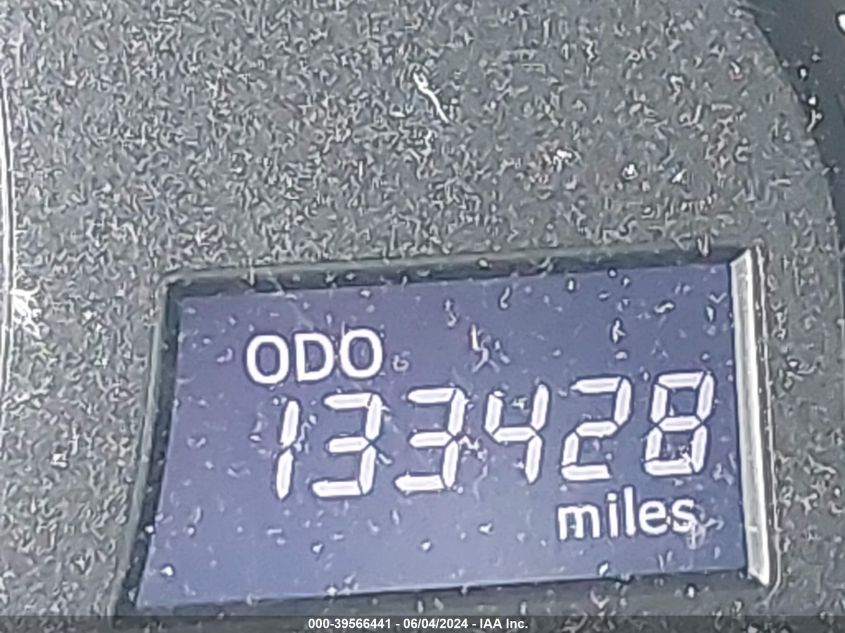 ODO
133428
miles
000-39566441 - 06/04/2024 - IAA Inc.